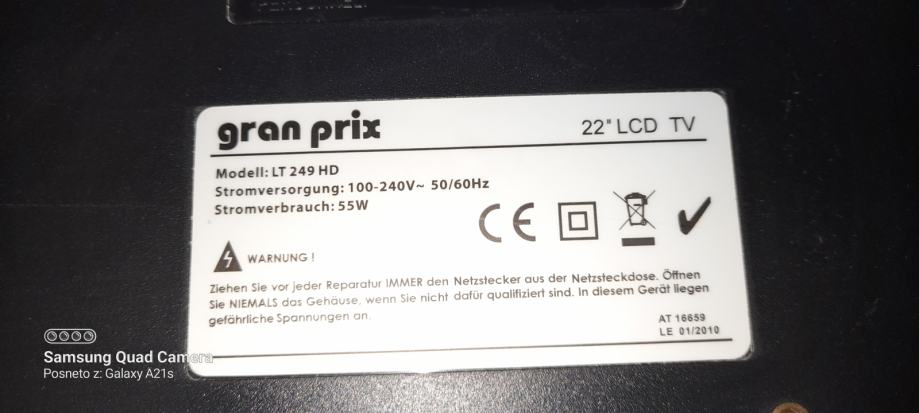 gran prix
22" LCD TV
Modell: LT 249 HD
Stromversorgung: 100-240V~ 50/60Hz
Stromverbrauch: 55W
CE
WARNUNG !
Ziehen Sie vor jeder Reparatur IMMER den Netzstecker aus der Netzsteckdose. Öffnen
Sie NIEMALS das Gehäuse, wenn Sie nicht dafür qualifiziert sind. In diesem Gerät liegen
gefährliche Spannungen an.
AT 16659
LE 01/2010
Samsung Quad Camera
Posneto z: Galaxy A21s